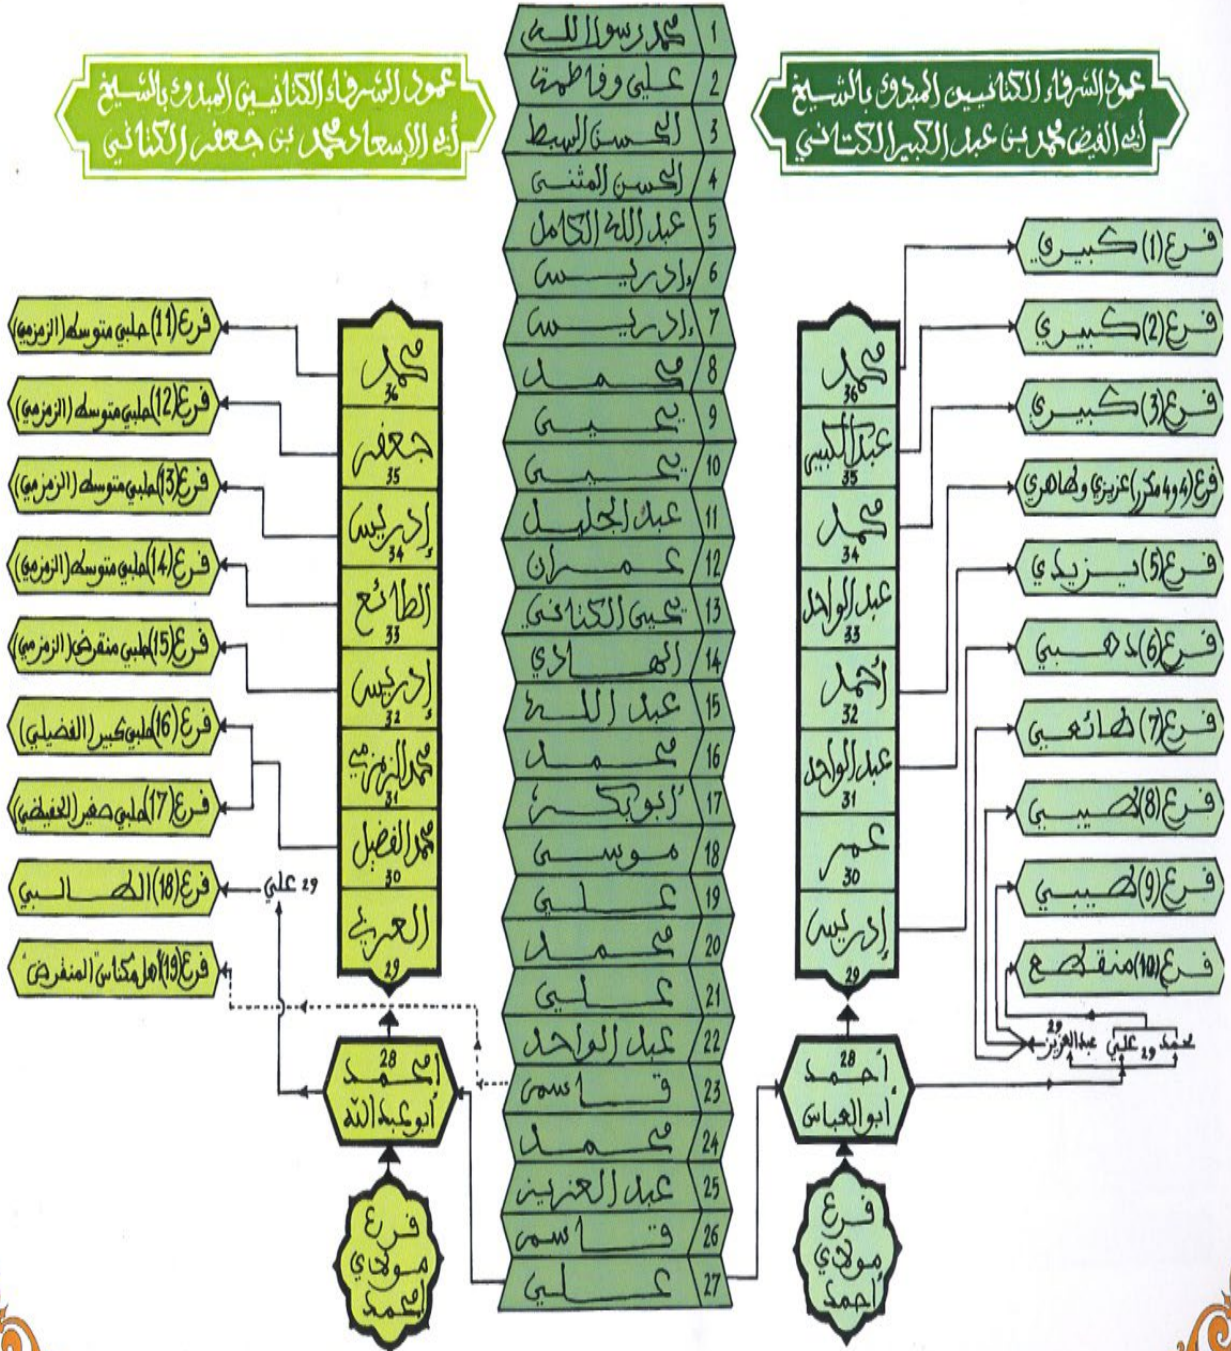 عمود الشرفاء الكتانيين المبدوء بالشيخ
أبي الفيض محمد بن عبد الكبير الكتاني
عمود الشرفاء الكتانيين المبدوء بالشيخ
أبي الإسعاد محمد بن جعفر الكتاني
1 محمد رسول الله
2 علي وفاطمة
3 الحسن السبط
4 الحسن المثنى
5 عبد الله الكامل
6 إدريس
7 إدريس
8 محمد
9 يحيى
10 يحيى
11 عبد الجليل
12 عمران
13 يحيى الكتاني
14 الهادي
15 عبد الله
16 محمد
17 أبو بكر
18 موسى
19 علي
20 محمد
21 علي
22 عبد الواحد
23 قاسم
24 محمد
25 عبد العزيز
26 قاسم
27 علي
فرع (1) كبيري
فرع (2) كبيري
فرع (3) كبيري
فرع (4 و 4 مكرر) عزيزي وطاهري
فرع (5) يزيدي
فرع (6) ذهبي
فرع (7) طائعي
فرع (8) طيبي
فرع (9) طيبي
فرع (10) منقطع
محمد علي 29 عبد العزيز 29
محمد
36
عبد الكبير
35
محمد
34
عبد الواحد
33
أحمد
32
عبد الواحد
31
عمر
30
إدريس
29
28
أحمد
أبو العباس
فرع
مولاي
أحمد
محمد
36
جعفر
35
إدريس
34
الطائع
33
إدريس
32
محمد الزمزمي
31
محمد الفضيل
30
العربي
29
28
امحمد
أبو عبد الله
فرع
مولاي
امحمد
فرع (11) حلبي متوسط (الزمزمي)
فرع (12) حلبي متوسط (الزمزمي)
فرع (13) حلبي متوسط (الزمزمي)
فرع (14) حلبي متوسط (الزمزمي)
فرع (15) حلبي منقرض (الزمزمي)
فرع (16) حلبي كبير (الفضيلي)
فرع (17) حلبي صغير (الحفيظي)
فرع (18) الطالبي
29 علي
فرع (19) أهل مكناس "المنقرض"